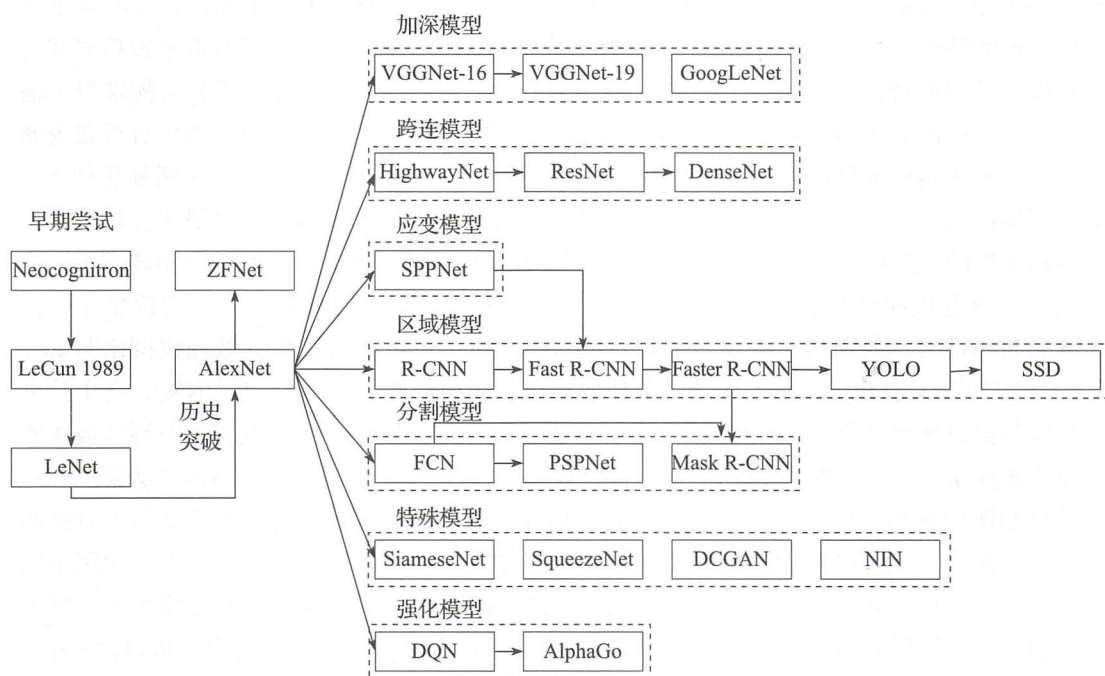 加深模型
VGGNet-16 VGGNet-19 GoogLeNet
跨连模型
HighwayNet ResNet DenseNet
早期尝试
应变模型
Neocognitron ZFNet SPPNet
区域模型
LeCun 1989 AlexNet R-CNN Fast R-CNN Faster R-CNN YOLO SSD
历史
突破
分割模型
LeNet FCN PSPNet Mask R-CNN
特殊模型
SiameseNet SqueezeNet DCGAN NIN
强化模型
DQN AlphaGo